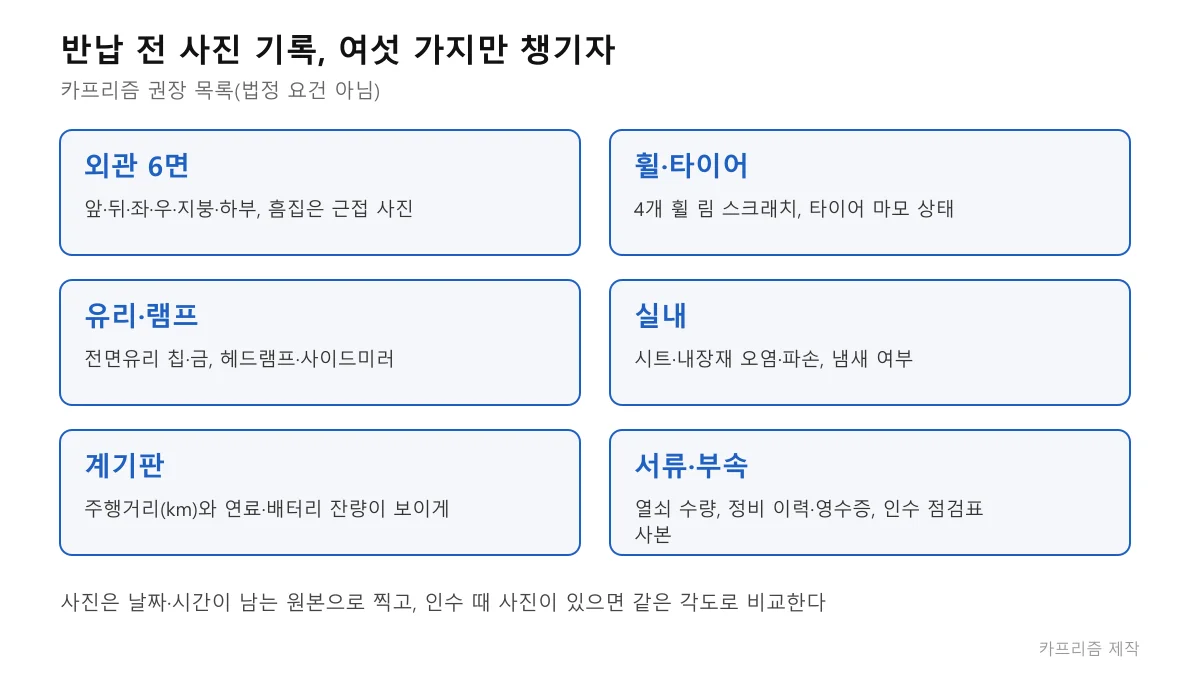 반납 전 사진 기록, 여섯 가지만 챙기자
카프리즘 권장 목록(법정 요건 아님)
외관 6면
앞·뒤·좌·우·지붕·하부, 흠집은 근접 사진
휠·타이어
4개 휠 림 스크래치, 타이어 마모 상태
유리·램프
전면유리 칩·금, 헤드램프·사이드미러
실내
시트·내장재 오염·파손, 냄새 여부
계기판
주행거리(km)와 연료·배터리 잔량이 보이게
서류·부속
열쇠 수량, 정비 이력·영수증, 인수 점검표
사본
사진은 날짜·시간이 남는 원본으로 찍고, 인수 때 사진이 있으면 같은 각도로 비교한다
카프리즘 제작